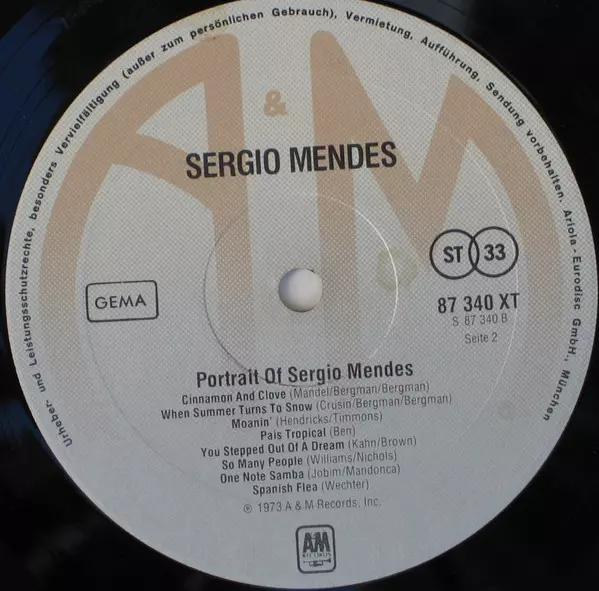 Urheber- und Leistungsschutzrechte, besonders Vervielfältigung (außer zum persönlichen Gebrauch), Vermietung, Aufführung, Sendung vorbehalten. Ariola-Eurodisc GmbH., München
A & M
SERGIO MENDES
GEMA
ST 33
87 340 XT
S 87 340 B
Seite 2
Portrait Of Sergio Mendes
Cinnamon And Clove (Mandel/Bergman/Bergman)
When Summer Turns To Snow (Crusin/Bergman/Bergman)
Moanin' (Hendricks/Timmons)
Pais Tropical (Ben)
You Stepped Out Of A Dream (Kahn/Brown)
So Many People (Williams/Nichols)
One Note Samba (Jobim/Mandonca)
Spanish Flea (Wechter)
℗ 1973 A & M Records, Inc.
A&M
RECORDS